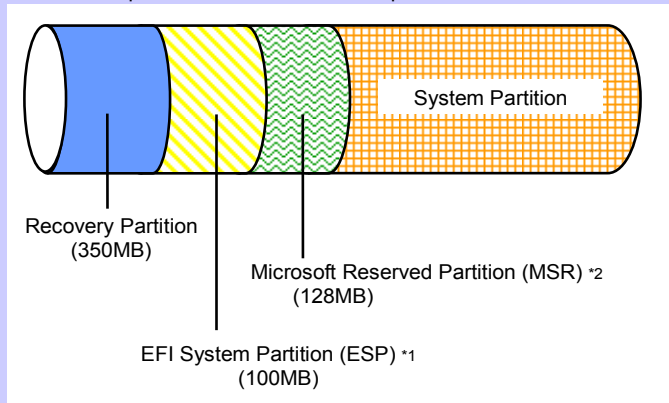 System Partition
Recovery Partition
(350MB)
Microsoft Reserved Partition (MSR) *2
(128MB)
EFI System Partition (ESP) *1
(100MB)